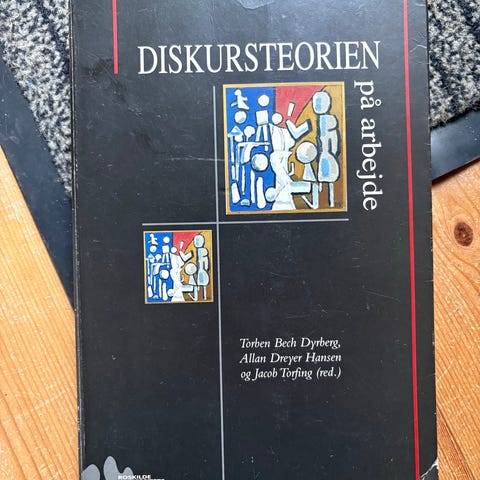 DISKURSTEORIEN
på arbejde
Torben Bech Dyrberg,
Allan Dreyer Hansen
og Jacob Torfing (red.)
ROSKILDE